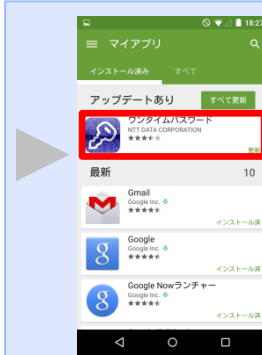 18:27
マイアプリ
インストール済み すべて
アップデートあり すべて更新
ワンタイムパスワード
NTT DATA CORPORATION
更新
最新 10
Gmail
Google Inc.
インストール済
Google
Google Inc.
インストール済
Google Nowランチャー
Google Inc.
インストール済